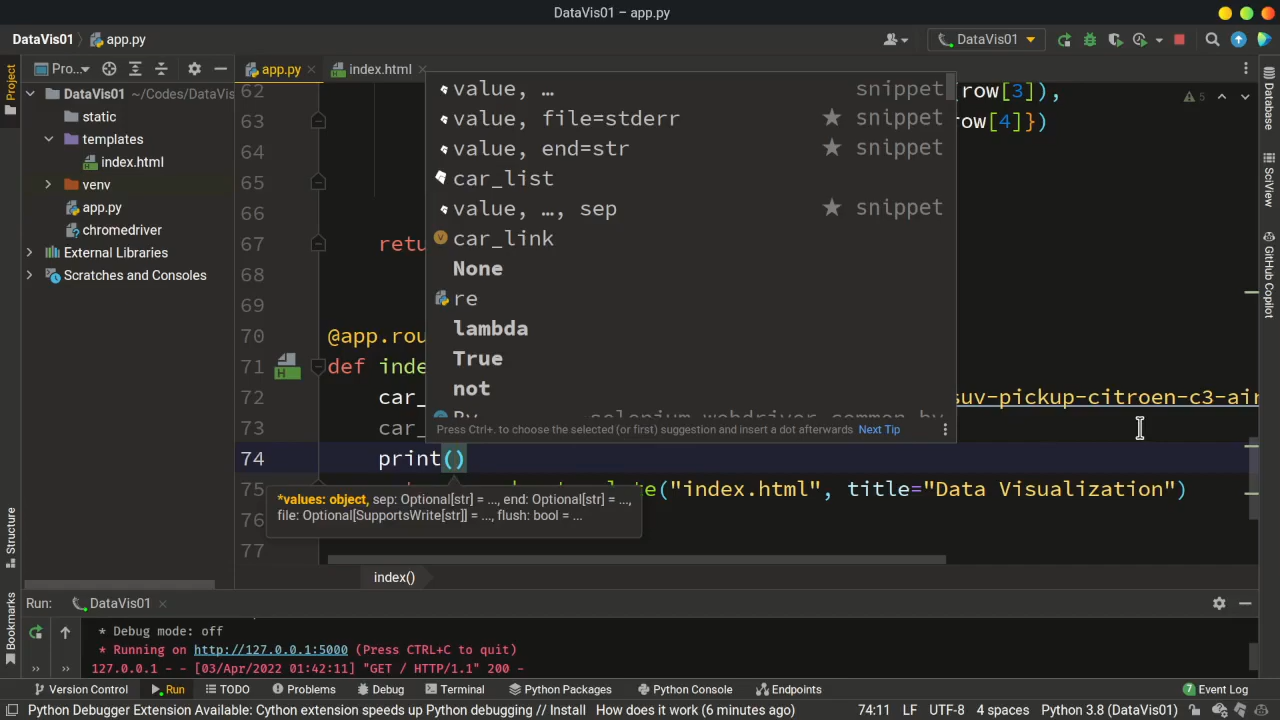 DataVis01 – app.py
DataVis01
app.py
DataVis01
Project
Pro...
app.py
index.html
DataVis01 ~/Codes/DataVis
static
templates
index.html
venv
app.py
chromedriver
External Libraries
Scratches and Consoles
Structure
Bookmarks
Database
SciView
GitHub Copilot
5
62 (row[3]),
63 row[4]})
64
65
66
67 retu
68
69
70 @app.rou
71 def inde
72 car_ suv-pickup-citroen-c3-air
73 car_
74 print()
75 te("index.html", title="Data Visualization")
76
77
value, … snippet
value, file=stderr snippet
value, end=str snippet
car_list
value, …, sep snippet
car_link
None
re
lambda
True
not
By selenium.webdriver.common.by
Press Ctrl+. to choose the selected (or first) suggestion and insert a dot afterwards Next Tip
*values: object, sep: Optional[str] = ..., end: Optional[str] = ...,
file: Optional[SupportsWrite[str]] = ..., flush: bool = ...
index()
Run: DataVis01
* Debug mode: off
* Running on http://127.0.0.1:5000 (Press CTRL+C to quit)
127.0.0.1 - - [03/Apr/2022 01:42:11] "GET / HTTP/1.1" 200 -
Version Control
Run
TODO
Problems
Debug
Terminal
Python Packages
Python Console
Endpoints
7 Event Log
Python Debugger Extension Available: Cython extension speeds up Python debugging // Install How does it work (6 minutes ago)
74:11 LF UTF-8 4 spaces Python 3.8 (DataVis01)